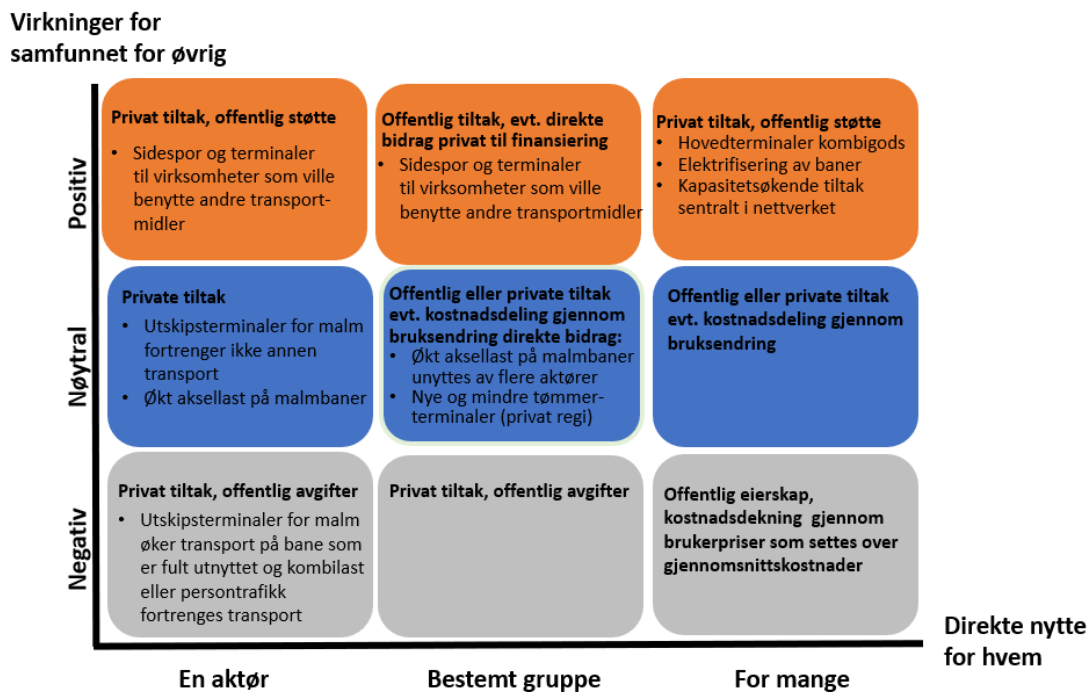 Virkninger for
samfunnet for øvrig
Positiv
Privat tiltak, offentlig støtte
• Sidespor og terminaler
til virksomheter som ville
benytte andre transport-
midler
Offentlig tiltak, evt. direkte
bidrag privat til finansiering
• Sidespor og terminaler
til virksomheter som ville
benytte andre transportmidler
Privat tiltak, offentlig støtte
• Hovedterminaler kombigods
• Elektrifisering av baner
• Kapasitetsøkende tiltak
sentralt i nettverket
Nøytral
Private tiltak
• Utskipsterminaler for malm
fortrenger ikke annen
transport
• Økt aksellast på malmbaner
Offentlig eller private tiltak
evt. kostnadsdeling gjennom
bruksendring direkte bidrag:
• Økt aksellast på malmbaner
unyttes av flere aktører
• Nye og mindre tømmer-
terminaler (privat regi)
Offentlig eller private tiltak
evt. kostnadsdeling gjennom
bruksendring
Negativ
Privat tiltak, offentlig avgifter
• Utskipsterminaler for malm
øker transport på bane som
er fult utnyttet og kombilast
eller persontrafikk
fortrenges transport
Privat tiltak, offentlig avgifter
Offentlig eierskap,
kostnadsdekning gjennom
brukerpriser som settes over
gjennomsnittskostnader
En aktør
Bestemt gruppe
For mange
Direkte nytte
for hvem